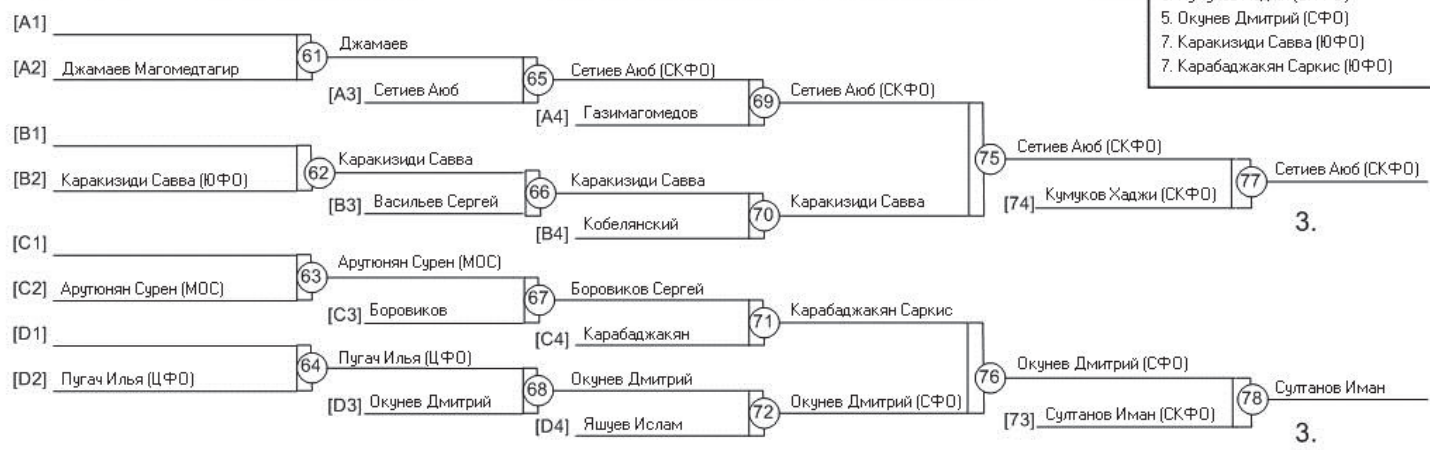 5. Окунев Дмитрий (СФО)
7. Каракизиди Савва (ЮФО)
7. Карабаджакян Саркис (ЮФО)
[A1]
61
Джамаев
[A2] Джамаев Магомедтагир
65
Сетиев Аюб (СКФО)
[A3] Сетиев Аюб
69
Сетиев Аюб (СКФО)
[A4] Газимагомедов
[B1]
75
Сетиев Аюб (СКФО)
62
Каракизиди Савва
77
Сетиев Аюб (СКФО)
[B2] Каракизиди Савва (ЮФО)
66
Каракизиди Савва
[B3] Васильев Сергей
[74] Кумуков Хаджи (СКФО)
70
Каракизиди Савва
3.
[B4] Кобелянский
[C1]
63
Арутюнян Сурен (МОС)
[C2] Арутюнян Сурен (МОС)
67
Боровиков Сергей
[C3] Боровиков
71
Карабаджакян Саркис
[C4] Карабаджакян
[D1]
64
Пугач Илья (ЦФО)
76
Окунев Дмитрий (СФО)
[D2] Пугач Илья (ЦФО)
68
Окунев Дмитрий
78
Султанов Иман
[D3] Окунев Дмитрий
72
Окунев Дмитрий (СФО)
[D4] Яшуев Ислам
[73] Султанов Иман (СКФО)
3.